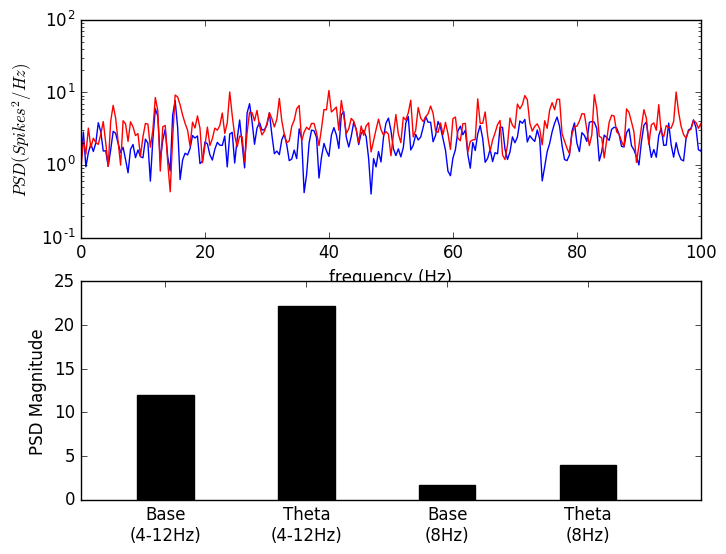 10^2
10^1
10^0
10^-1
PSD(Spikes^2/Hz)
0 20 40 60 80 100
frequency (Hz)
25
20
15
10
5
0
PSD Magnitude
Base Theta Base Theta
(4-12Hz) (4-12Hz) (8Hz) (8Hz)